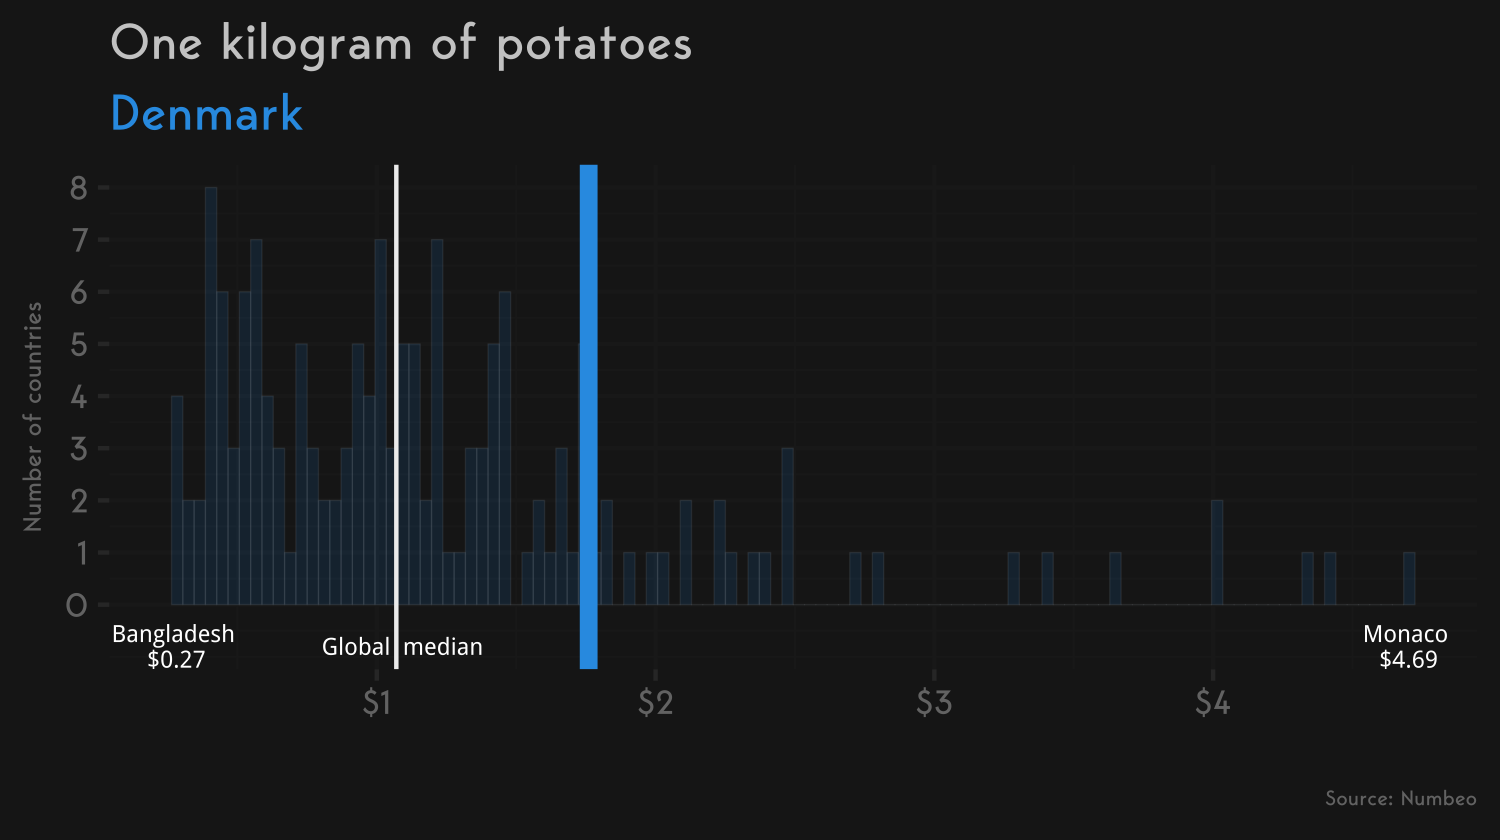 One kilogram of potatoes
Denmark
Number of countries
8
7
6
5
4
3
2
1
0
Bangladesh
$0.27
Global median
Monaco
$4.69
$1
$2
$3
$4
Source: Numbeo